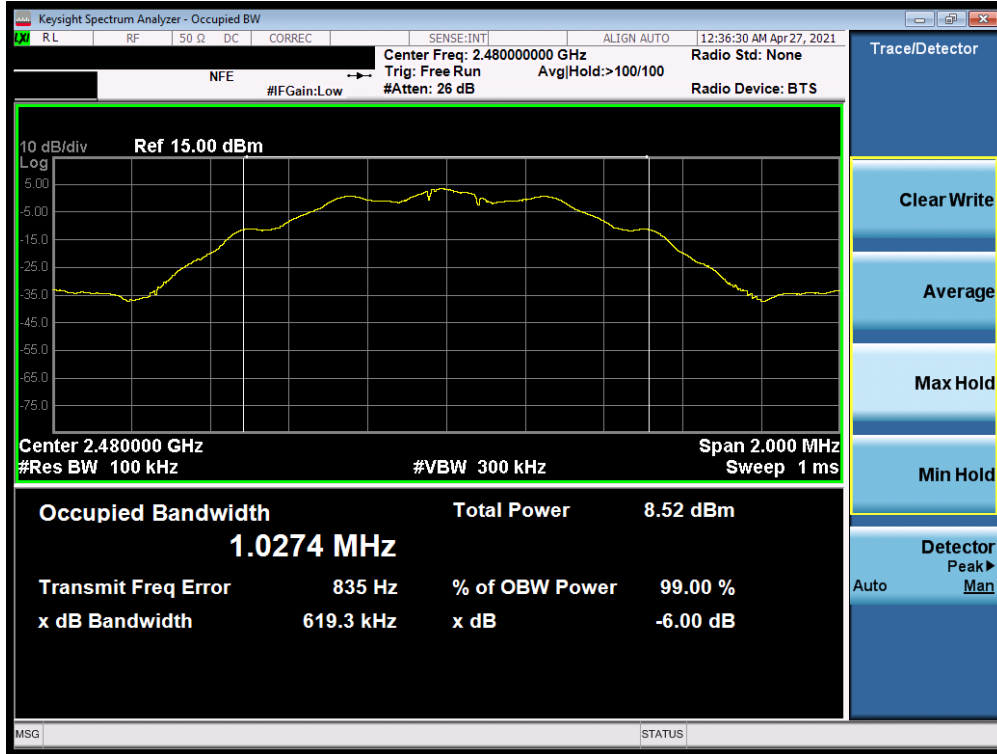 Keysight Spectrum Analyzer - Occupied BW
LXI RL RF 50 Ω DC CORREC SENSE:INT ALIGN AUTO 12:36:30 AM Apr 27, 2021
Center Freq: 2.480000000 GHz Radio Std: None
NFE Trig: Free Run Avg|Hold:>100/100
#IFGain:Low #Atten: 26 dB Radio Device: BTS
10 dB/div Ref 15.00 dBm
Log
5.00
-5.00
-15.0
-25.0
-35.0
-45.0
-55.0
-65.0
-75.0
Center 2.480000 GHz Span 2.000 MHz
#Res BW 100 kHz #VBW 300 kHz Sweep 1 ms
Occupied Bandwidth Total Power 8.52 dBm
1.0274 MHz
Transmit Freq Error 835 Hz % of OBW Power 99.00 %
x dB Bandwidth 619.3 kHz x dB -6.00 dB
Trace/Detector
Clear Write
Average
Max Hold
Min Hold
Detector
Peak▶
Auto Man
MSG STATUS